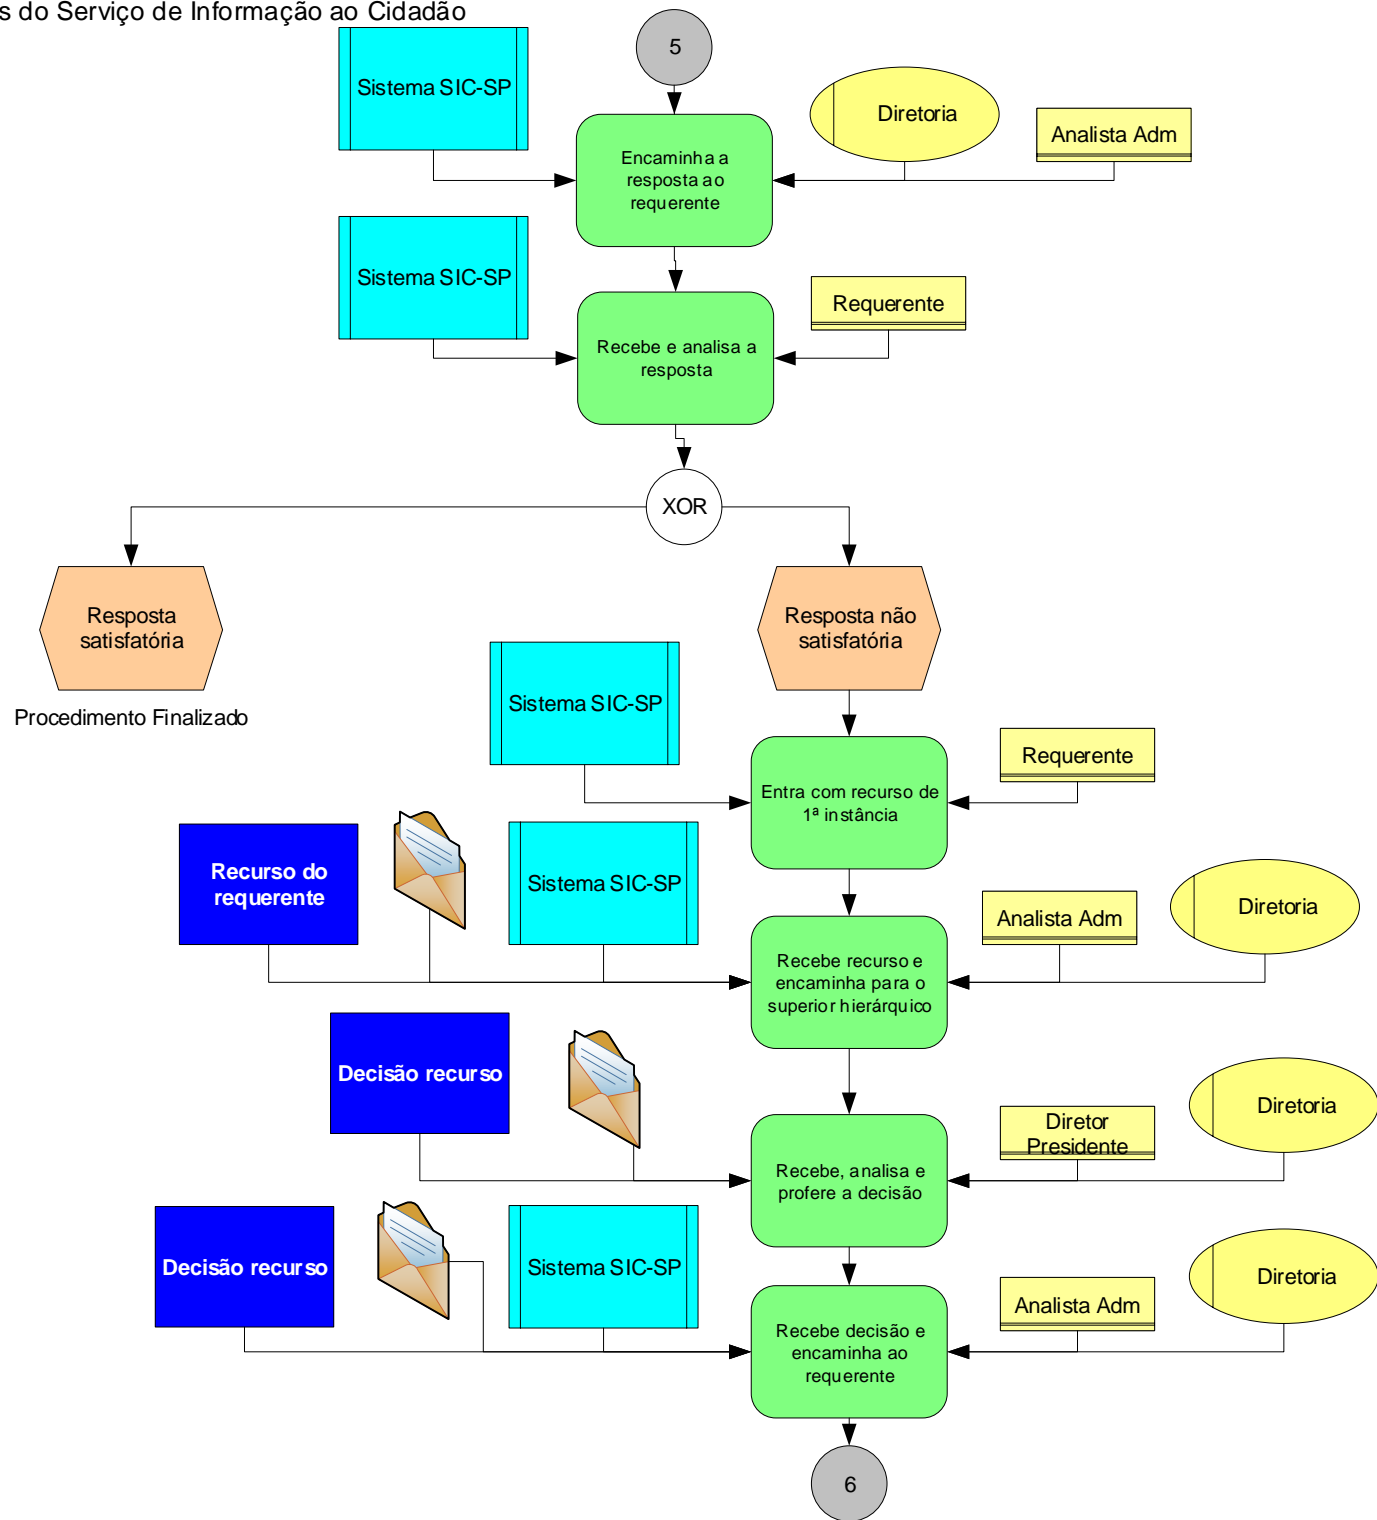 s do Serviço de Informação ao Cidadão
5
Sistema SIC-SP
Diretoria
Analista Adm
Encaminha a
resposta ao
requerente
Sistema SIC-SP
Requerente
Recebe e analisa a
resposta
XOR
Resposta
satisfatória
Resposta não
satisfatória
Procedimento Finalizado
Sistema SIC-SP
Requerente
Entra com recurso de
1ª instância
Recurso do
requerente
Sistema SIC-SP
Analista Adm
Diretoria
Recebe recurso e
encaminha para o
superior hierárquico
Decisão recurso
Diretor
Presidente
Diretoria
Recebe, analisa e
profere a decisão
Decisão recurso
Sistema SIC-SP
Analista Adm
Diretoria
Recebe decisão e
encaminha ao
requerente
6